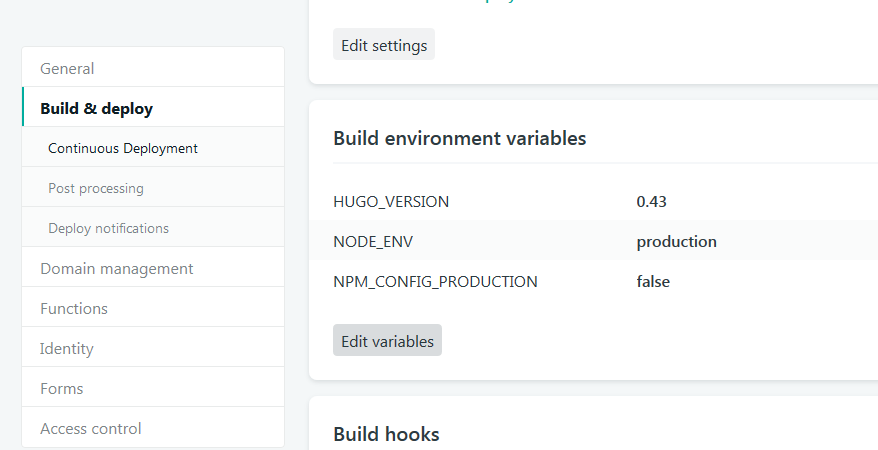 Edit settings
General
Build & deploy
Continuous Deployment
Post processing
Deploy notifications
Domain management
Functions
Identity
Forms
Access control
Build environment variables
HUGO_VERSION 0.43
NODE_ENV production
NPM_CONFIG_PRODUCTION false
Edit variables
Build hooks